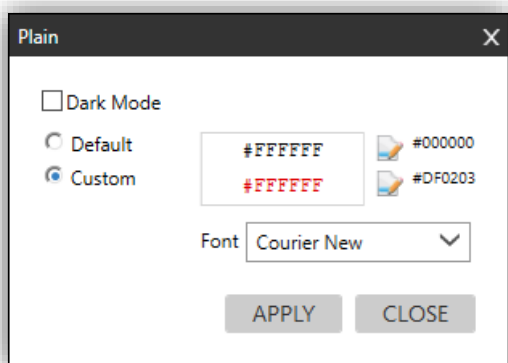 Plain
Dark Mode
Default
Custom
#FFFFFF #000000
#FFFFFF #DF0203
Font Courier New
APPLY CLOSE